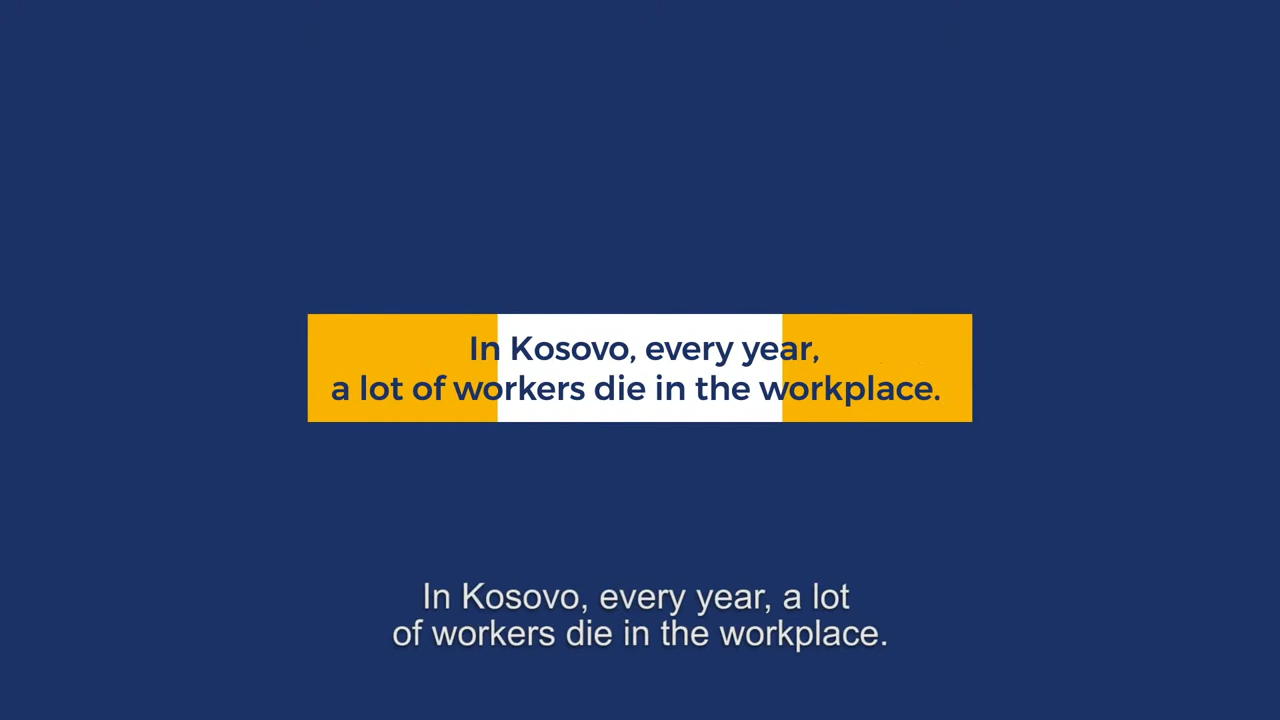 In Kosovo, every year,
a lot of workers die in the workplace.
In Kosovo, every year, a lot
of workers die in the workplace.